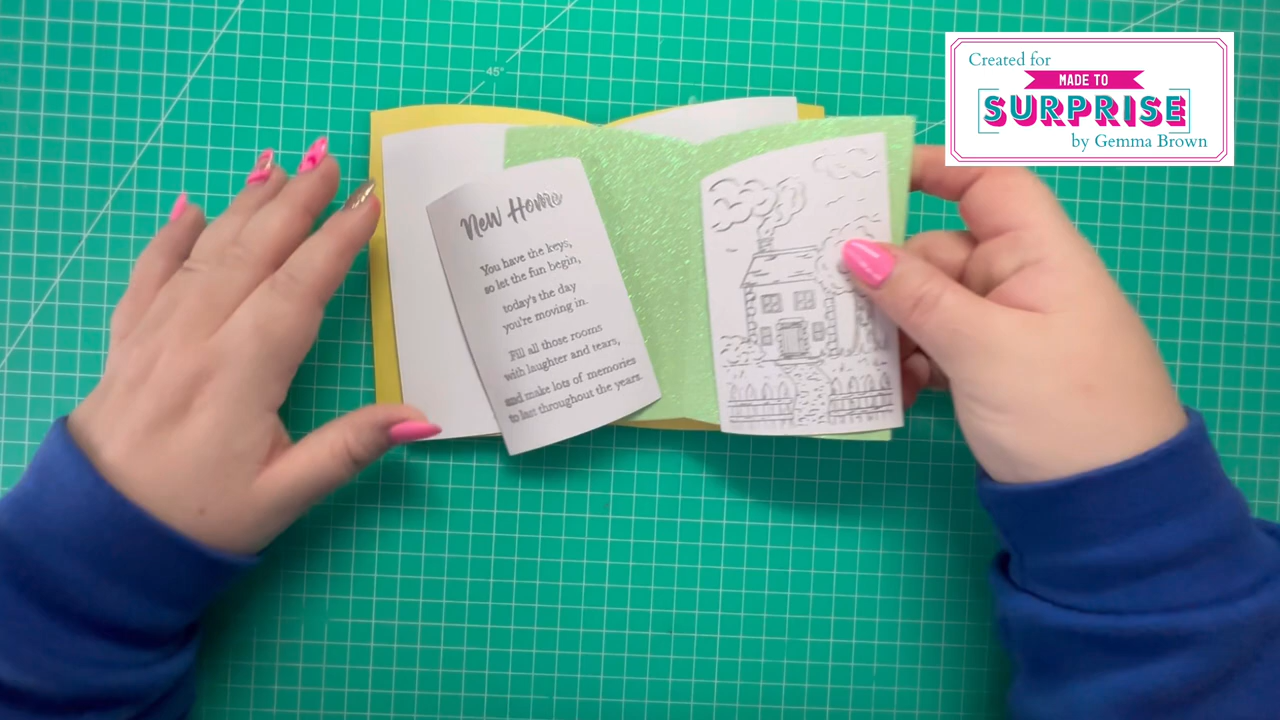 45°
Created for
MADE TO
SURPRISE
by Gemma Brown
New Home
You have the keys,
so let the fun begin,
today's the day
you're moving in.
Fill all those rooms
with laughter and tears,
and make lots of memories
to last throughout the years.